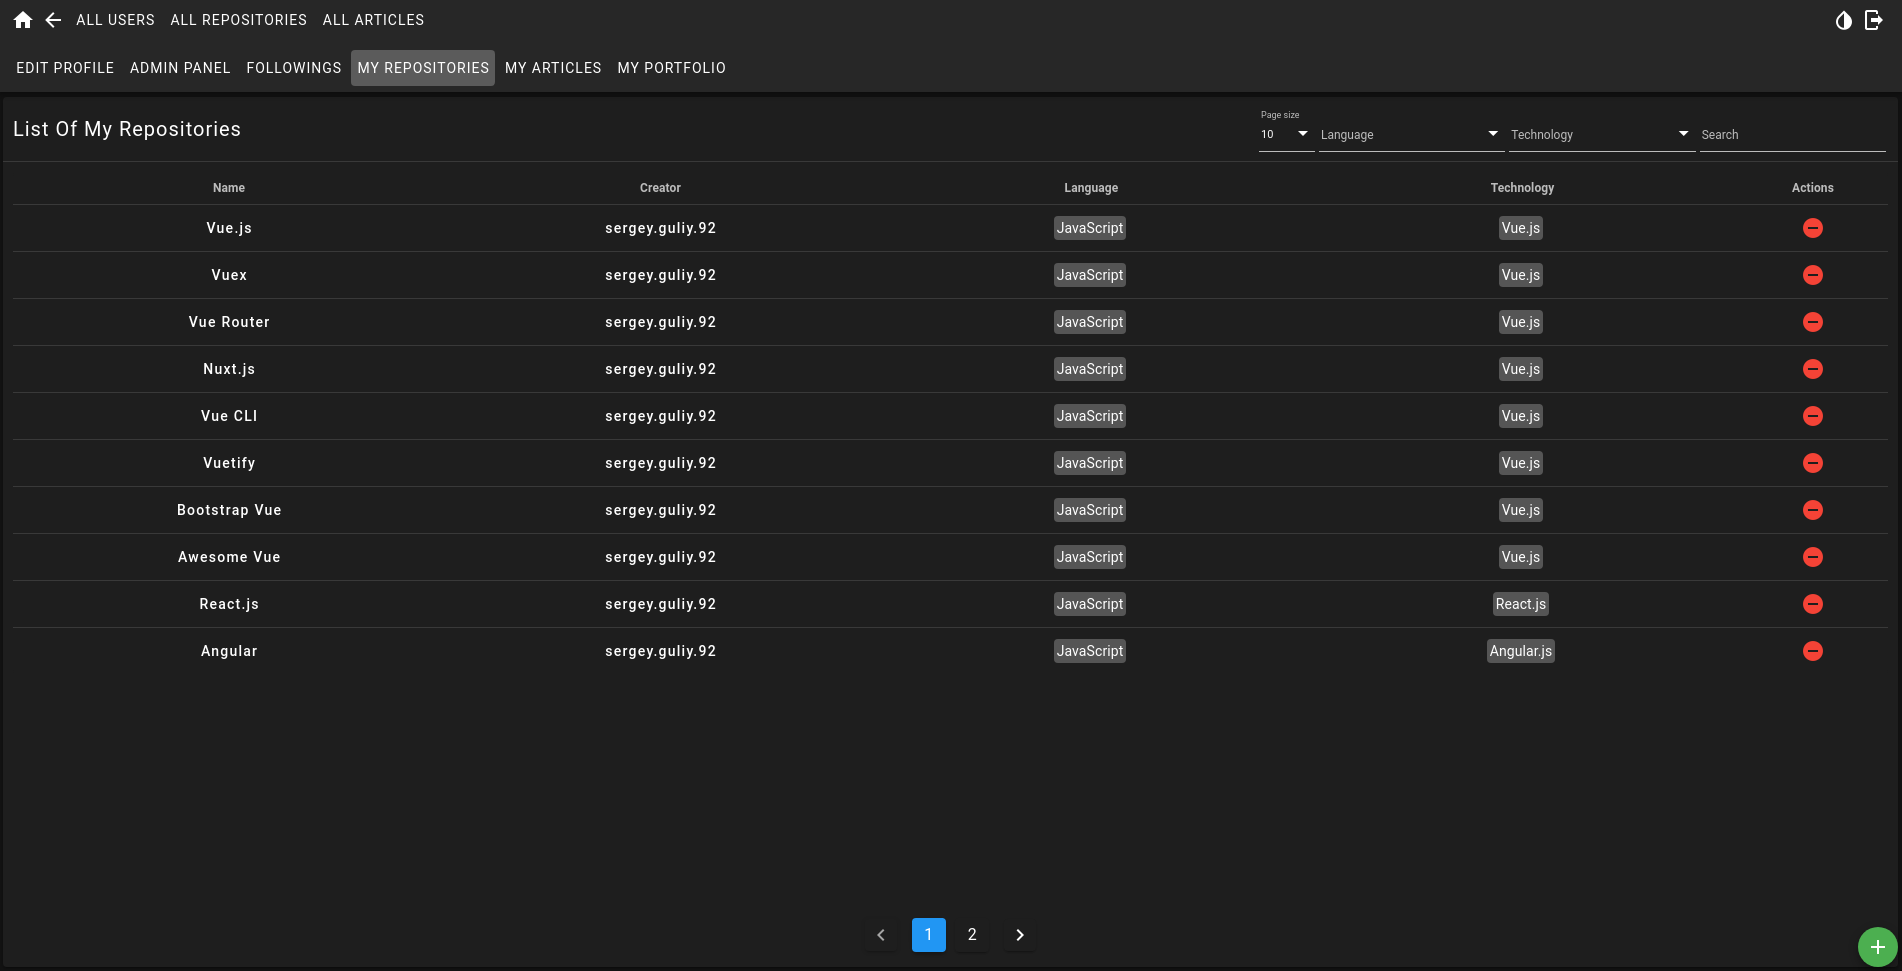 ALL USERS ALL REPOSITORIES ALL ARTICLES
EDIT PROFILE ADMIN PANEL FOLLOWINGS MY REPOSITORIES MY ARTICLES MY PORTFOLIO
List Of My Repositories
Page size
10 Language Technology Search
Name Creator Language Technology Actions
Vue.js sergey.guliy.92 JavaScript Vue.js
Vuex sergey.guliy.92 JavaScript Vue.js
Vue Router sergey.guliy.92 JavaScript Vue.js
Nuxt.js sergey.guliy.92 JavaScript Vue.js
Vue CLI sergey.guliy.92 JavaScript Vue.js
Vuetify sergey.guliy.92 JavaScript Vue.js
Bootstrap Vue sergey.guliy.92 JavaScript Vue.js
Awesome Vue sergey.guliy.92 JavaScript Vue.js
React.js sergey.guliy.92 JavaScript React.js
Angular sergey.guliy.92 JavaScript Angular.js
1 2